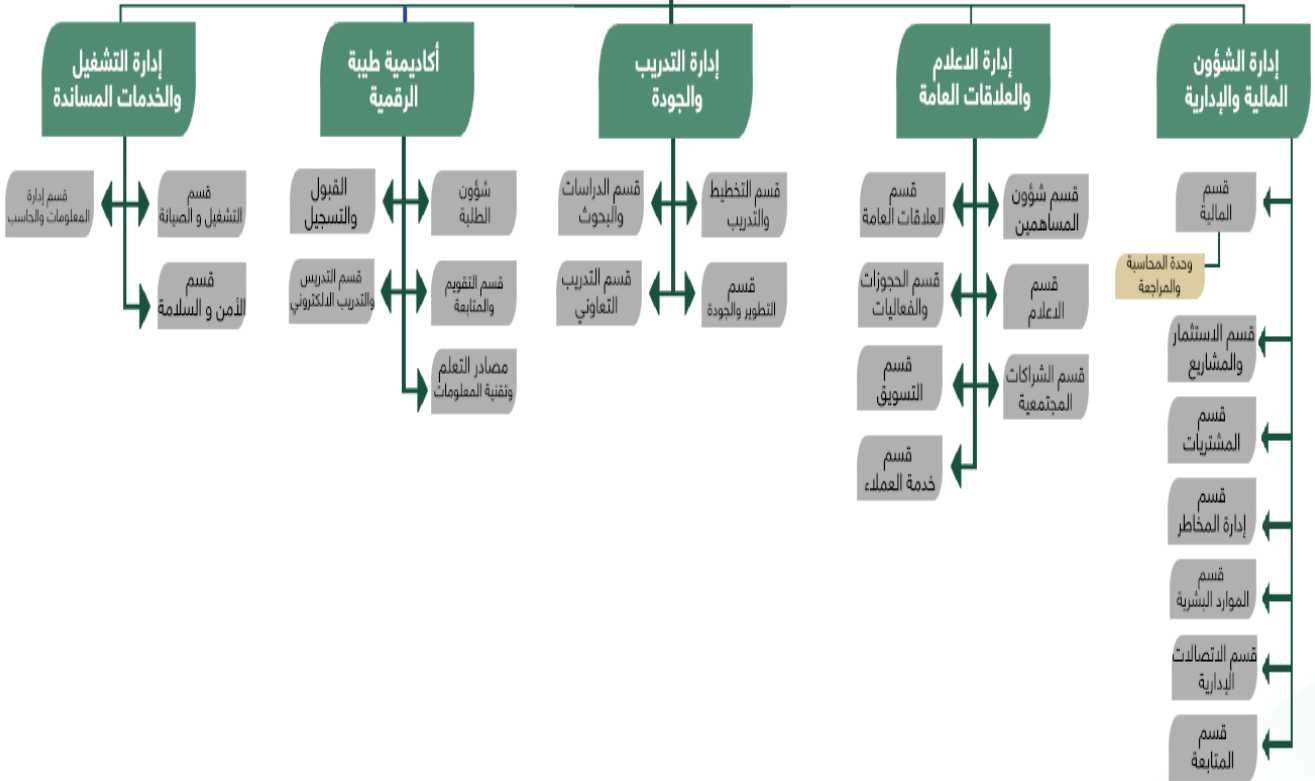 إدارة الشؤون
المالية والإدارية
قسم
المالية
وحدة المحاسبة
والمراجعة
قسم الاستثمار
والمشاريع
قسم
المشتريات
قسم
إدارة المخاطر
قسم
الموارد البشرية
قسم الاتصالات
الإدارية
قسم
المتابعة
إدارة الاعلام
والعلاقات العامة
قسم شؤون
المساهمين
قسم
العلاقات العامة
قسم
الاعلام
قسم الحجوزات
والفعاليات
قسم الشراكات
المجتمعية
قسم
التسويق
قسم
خدمة العملاء
إدارة التدريب
والجودة
قسم التخطيط
والتدريب
قسم الدراسات
والبحوث
قسم
التطوير والجودة
قسم التدريب
التعاوني
أكاديمية طيبة
الرقمية
شؤون
الطلبة
القبول
والتسجيل
قسم التقويم
والمتابعة
قسم التدريس
والتدريب الالكتروني
مصادر التعلم
وتقنية المعلومات
إدارة التشغيل
والخدمات المساندة
قسم
التشغيل و الصيانة
قسم إدارة
المعلومات والحاسب
قسم
الأمن و السلامة